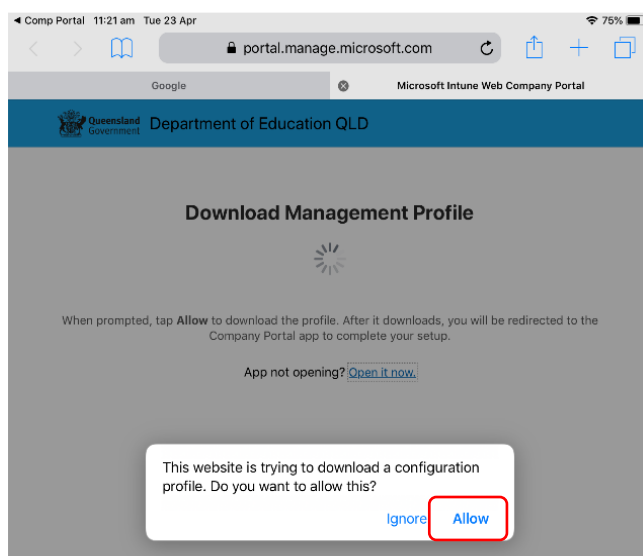 Comp Portal 11:21 am Tue 23 Apr 75%
portal.manage.microsoft.com
Google
Microsoft Intune Web Company Portal
Queensland
Government
Department of Education QLD
Download Management Profile
When prompted, tap Allow to download the profile. After it downloads, you will be redirected to the
Company Portal app to complete your setup.
App not opening? Open it now.
This website is trying to download a configuration
profile. Do you want to allow this?
Ignore Allow